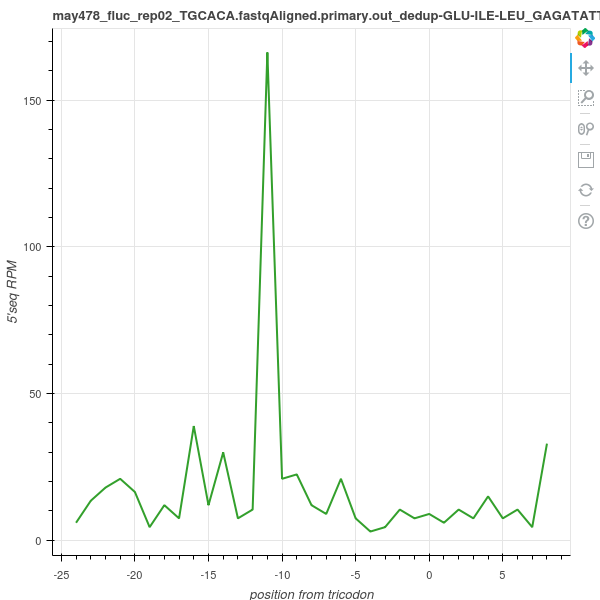 may478_fluc_rep02_TGCACA.fastqAligned.primary.out_dedup-GLU-ILE-LEU_GAGATATT
150
100
50
0
5'seq RPM
-25 -20 -15 -10 -5 0 5
position from tricodon